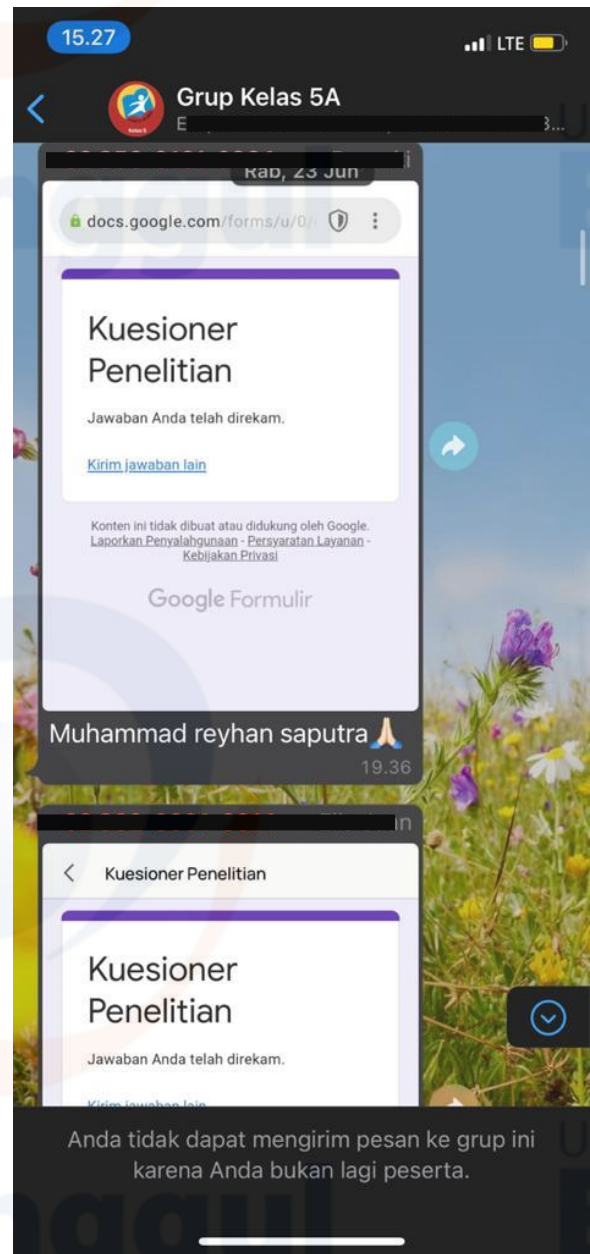 15.27
LTE
Grup Kelas 5A
Rab, 23 Jun
docs.google.com/forms/u/0/
Kuesioner
Penelitian
Jawaban Anda telah direkam.
Kirim jawaban lain
Konten ini tidak dibuat atau didukung oleh Google.
Laporkan Penyalahgunaan - Persyaratan Layanan -
Kebijakan Privasi
Google Formulir
Muhammad reyhan saputra🙏🏻
19.36
Kuesioner Penelitian
Kuesioner
Penelitian
Jawaban Anda telah direkam.
Kirim jawaban lain
Anda tidak dapat mengirim pesan ke grup ini
karena Anda bukan lagi peserta.